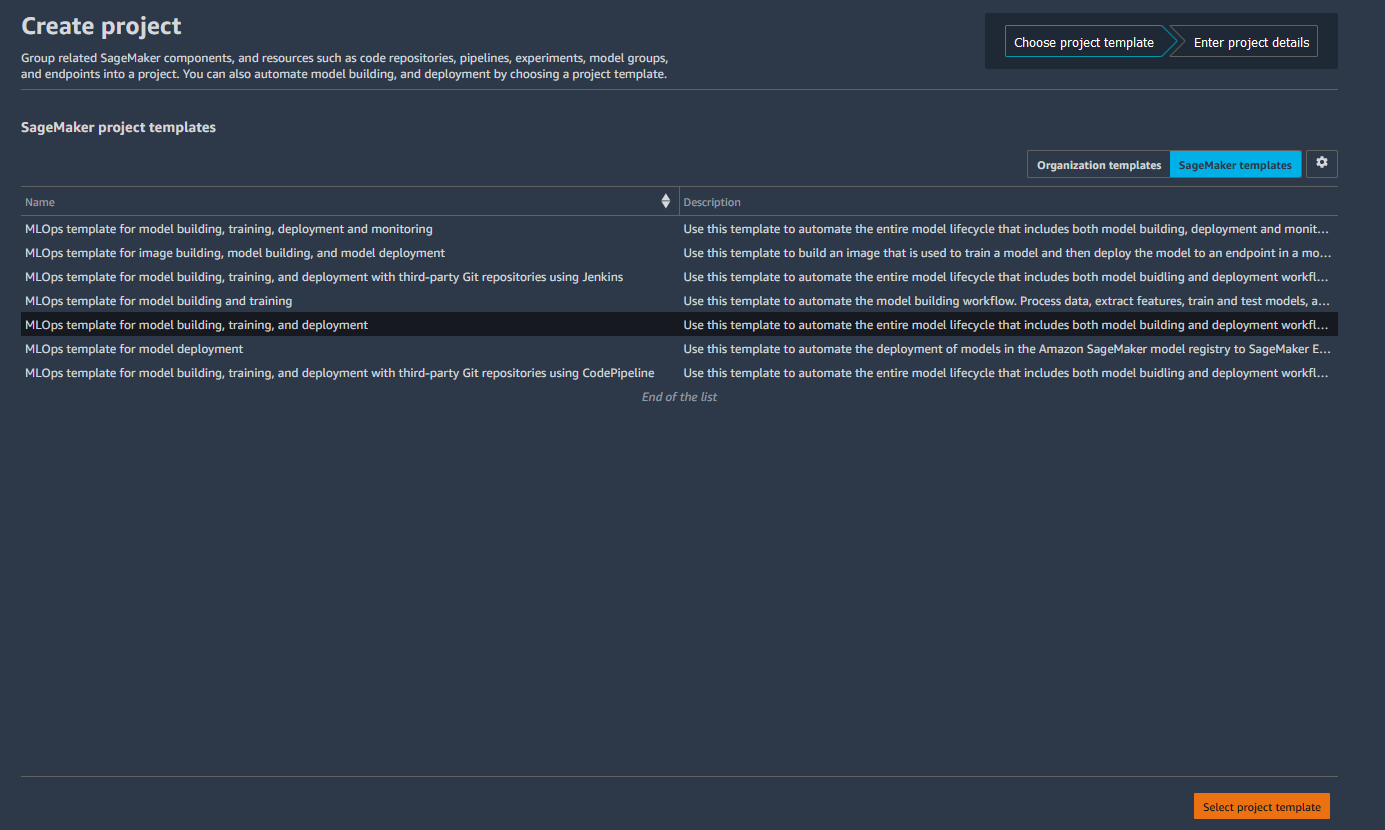 Create project
Choose project template
Enter project details
Group related SageMaker components, and resources such as code repositories, pipelines, experiments, model groups,
and endpoints into a project. You can also automate model building, and deployment by choosing a project template.
SageMaker project templates
Organization templates
SageMaker templates
Name
Description
MLOps template for model building, training, deployment and monitoring
Use this template to automate the entire model lifecycle that includes both model building, deployment and monit...
MLOps template for image building, model building, and model deployment
Use this template to build an image that is used to train a model and then deploy the model to an endpoint in a mo...
MLOps template for model building, training, and deployment with third-party Git repositories using Jenkins
Use this template to automate the entire model lifecycle that includes both model buidling and deployment workfl...
MLOps template for model building and training
Use this template to automate the model building workflow. Process data, extract features, train and test models, a...
MLOps template for model building, training, and deployment
Use this template to automate the entire model lifecycle that includes both model building and deployment workfl...
MLOps template for model deployment
Use this template to automate the deployment of models in the Amazon SageMaker model registry to SageMaker E...
MLOps template for model building, training, and deployment with third-party Git repositories using CodePipeline
Use this template to automate the entire model lifecycle that includes both model buidling and deployment workfl...
End of the list
Select project template